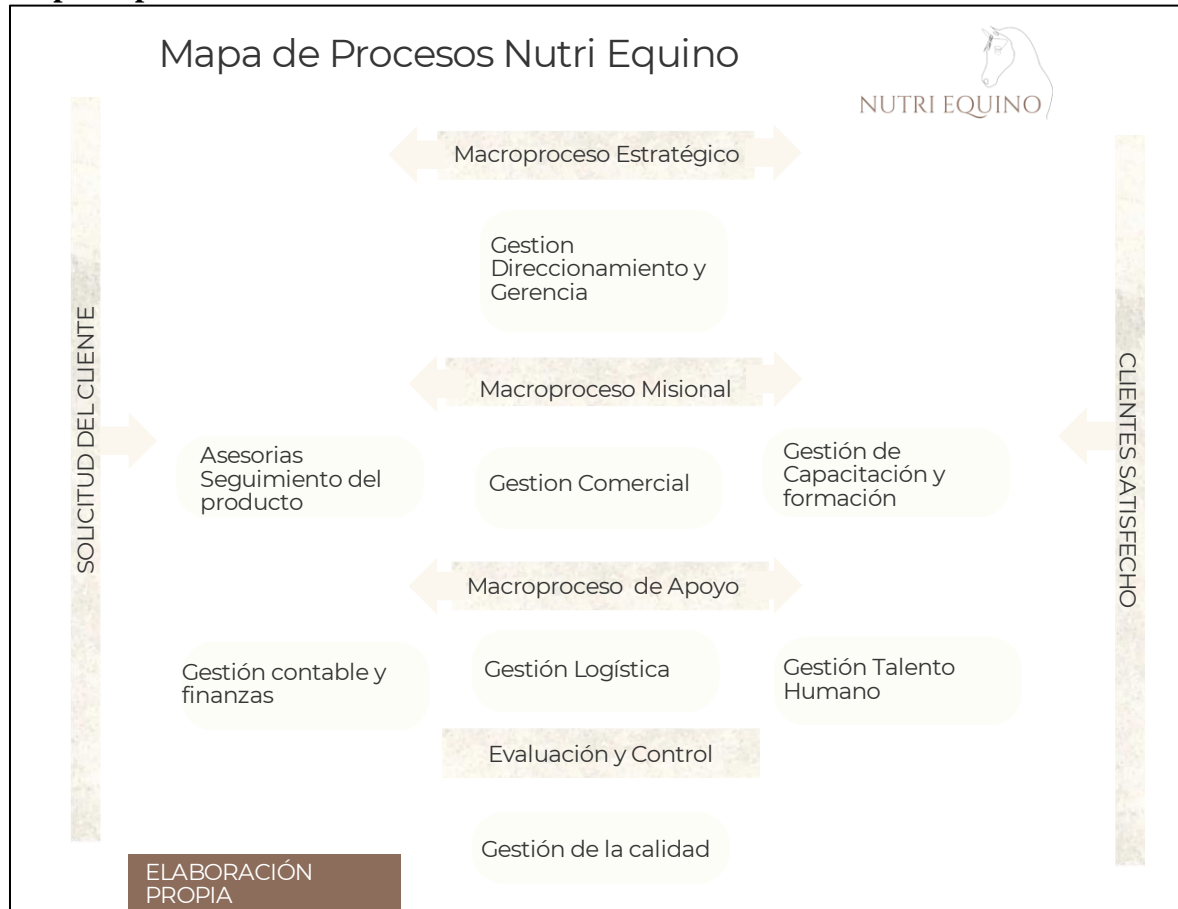 Mapa de Procesos Nutri Equino
NUTRI EQUINO
Macroproceso Estratégico
Gestion
Direccionamiento y
Gerencia
SOLICITUD DEL CLIENTE
CLIENTES SATISFECHO
Macroproceso Misional
Asesorias
Seguimiento del
producto
Gestion Comercial
Gestión de
Capacitación y
formación
Macroproceso de Apoyo
Gestión contable y
finanzas
Gestión Logística
Gestión Talento
Humano
Evaluación y Control
Gestión de la calidad
ELABORACIÓN
PROPIA